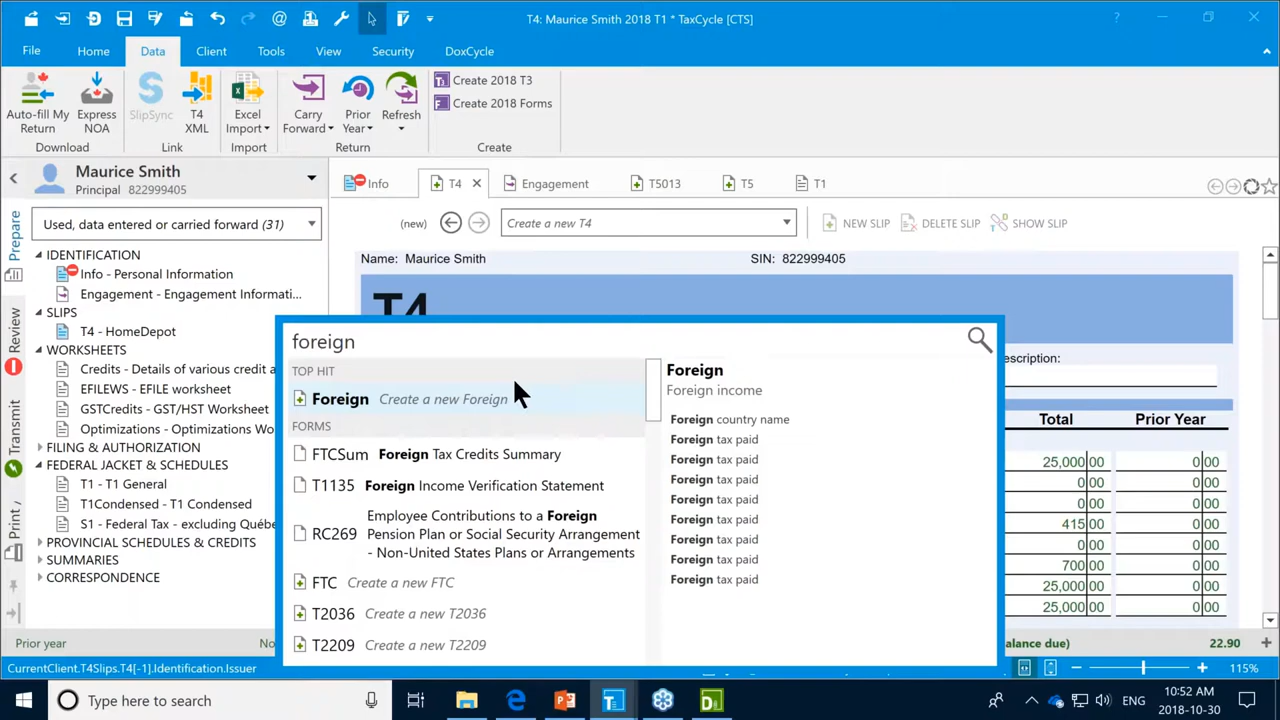 T4: Maurice Smith 2018 T1 * TaxCycle [CTS]
File Home Data Client Tools View Review Security DoxCycle
Auto-fill My Return
Express NOA
SlipSync
T4 XML
Excel Import
Carry Forward
Prior Year
Refresh
Create 2018 T3
Create 2018 Forms
Download Link Import Return Create
Maurice Smith
Principal 822999405
Info T4 Engagement T5013 T5 T1
Used, data entered or carried forward (31)
(new) Create a new T4 NEW SLIP DELETE SLIP SHOW SLIP
Prepare
Review
Transmit
Print
IDENTIFICATION
Info - Personal Information
Engagement - Engagement Informati...
SLIPS
T4 - HomeDepot
WORKSHEETS
Credits - Details of various credit a
EFILEWS - EFILE worksheet
GSTCredits - GST/HST Worksheet
Optimizations - Optimizations Wo
FILING & AUTHORIZATION
FEDERAL JACKET & SCHEDULES
T1 - T1 General
T1Condensed - T1 Condensed
S1 - Federal Tax - excluding Québe
PROVINCIAL SCHEDULES & CREDITS
SUMMARIES
CORRESPONDENCE
Name: Maurice Smith SIN: 822999405
T4
foreign
TOP HIT
Foreign Create a new Foreign
FORMS
FTCSum Foreign Tax Credits Summary
T1135 Foreign Income Verification Statement
RC269 Employee Contributions to a Foreign
Pension Plan or Social Security Arrangement
- Non-United States Plans or Arrangements
FTC Create a new FTC
T2036 Create a new T2036
T2209 Create a new T2209
Foreign
Foreign income
Foreign country name
Foreign tax paid
Foreign tax paid
Foreign tax paid
Foreign tax paid
Foreign tax paid
Foreign tax paid
Foreign tax paid
Foreign tax paid
escription:
Total Prior Year
25,000 00 0 00
0 00 0 00
415 00 0 00
0 00 0 00
700 00 0 00
25,000 00 0 00
25,000 00 0 00
Prior year No alance due) 22.90
CurrentClient.T4Slips.T4[-1].Identification.Issuer 115%
Type here to search
ENG
10:52 AM
2018-10-30